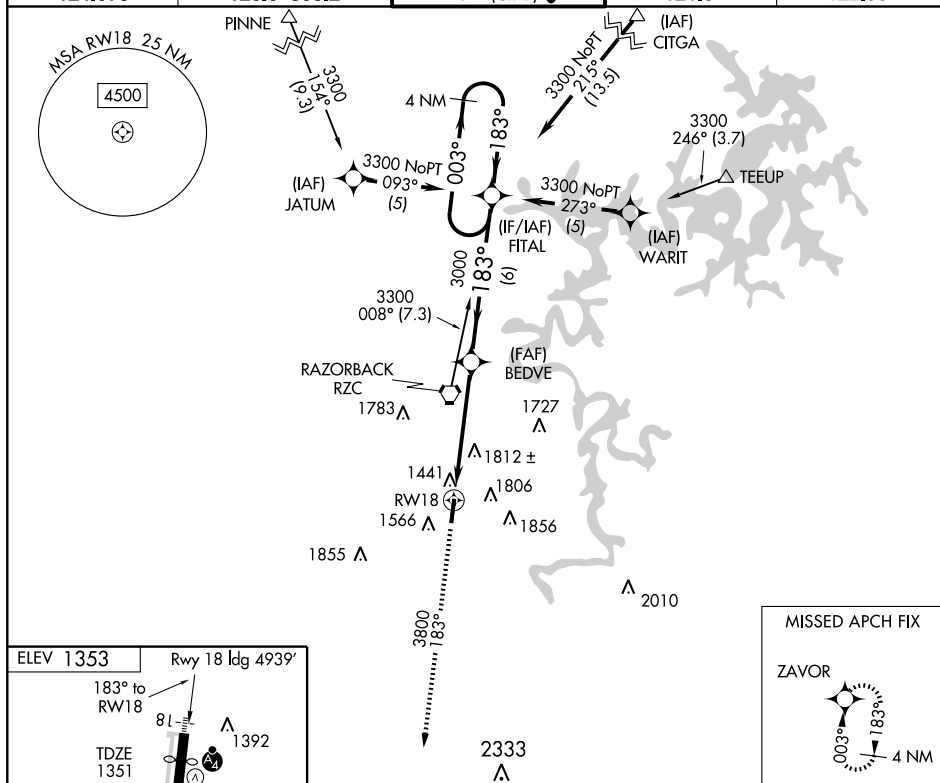 PINNE
(IAF)
CITGA
MSA RW18 25 NM
4500
3300
154°
(9.3)
4 NM
003°
183°
3300 NoPT
215°
(13.5)
3300
246° (3.7)
TEEUP
(IAF)
JATUM
3300 NoPT
093°
(5)
3300 NoPT
273°
(5)
(IF/IAF)
FITAL
(IAF)
WARIT
3000
183°
(6)
3300
008° (7.3)
(FAF)
BEDVE
RAZORBACK
RZC
1783
1727
1812 ±
1441
RW18
1806
1566
1856
1855
2010
3800
183°
MISSED APCH FIX
ZAVOR
003°
183°
4 NM
ELEV 1353
Rwy 18 ldg 4939'
183° to
RW18
18
1392
TDZE
1351
A4
2333